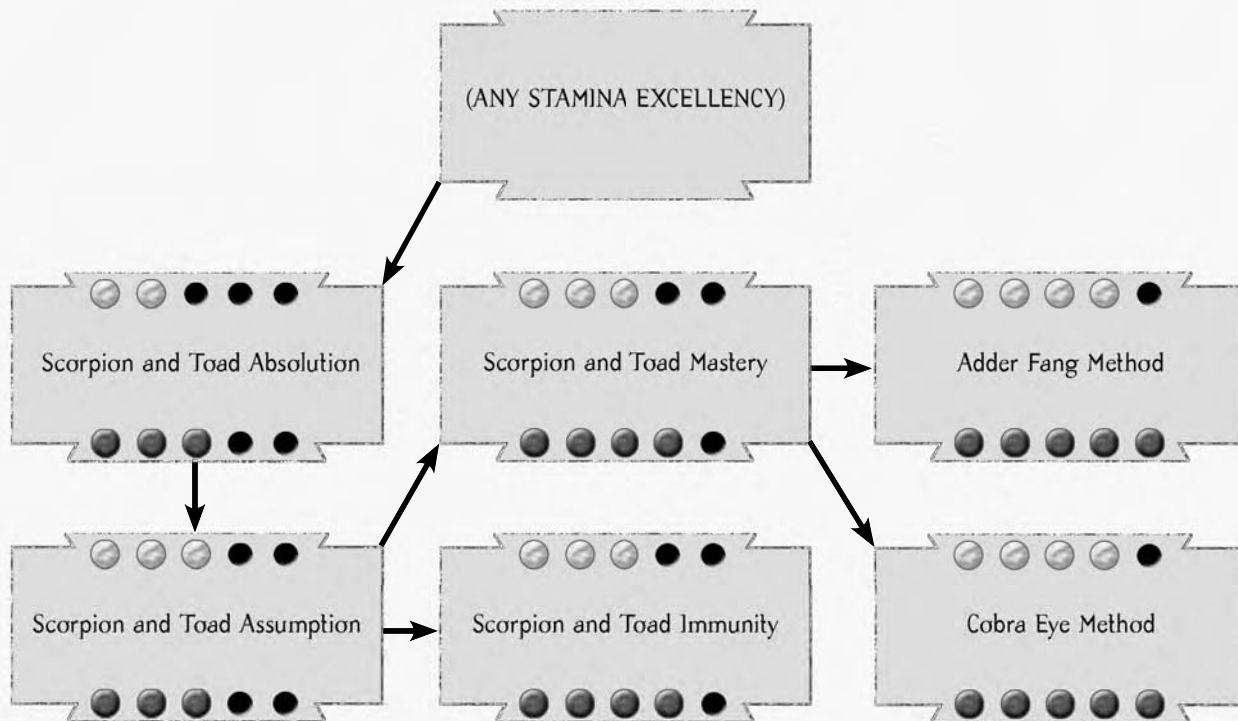 (ANY STAMINA EXCELLENCY)
Scorpion and Toad Absolution
Scorpion and Toad Mastery
Adder Fang Method
Scorpion and Toad Assumption
Scorpion and Toad Immunity
Cobra Eye Method